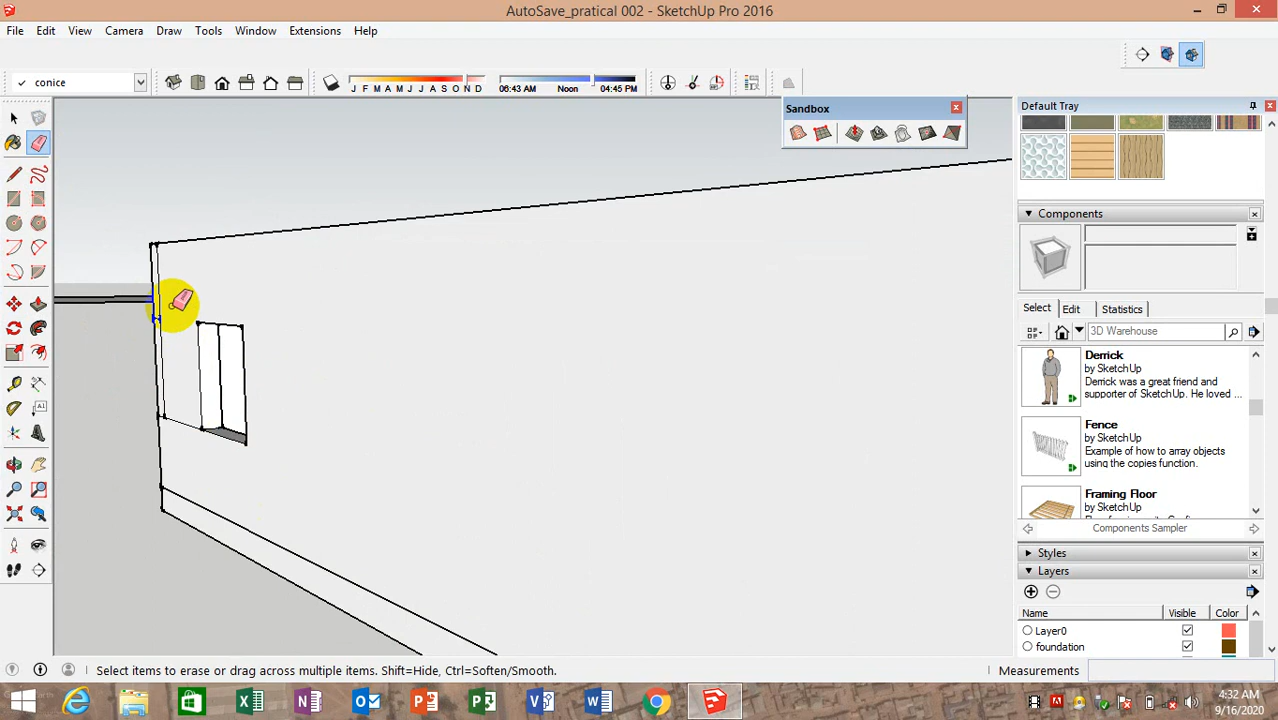 AutoSave_pratical 002 - SketchUp Pro 2016
File Edit View Camera Draw Tools Window Extensions Help
conice
J F M A M J J A S O N D
06:43 AM Noon 04:45 PM
Sandbox
Default Tray
Components
Select Edit Statistics
3D Warehouse
Derrick
by SketchUp
Derrick was a great friend and
supporter of SketchUp. He loved ...
Fence
by SketchUp
Example of how to array objects
using the copies function.
Framing Floor
by SketchUp
Components Sampler
Styles
Layers
Name Visible Color
Layer0
foundation
Select items to erase or drag across multiple items. Shift=Hide, Ctrl=Soften/Smooth.
Measurements
4:32 AM
9/16/2020